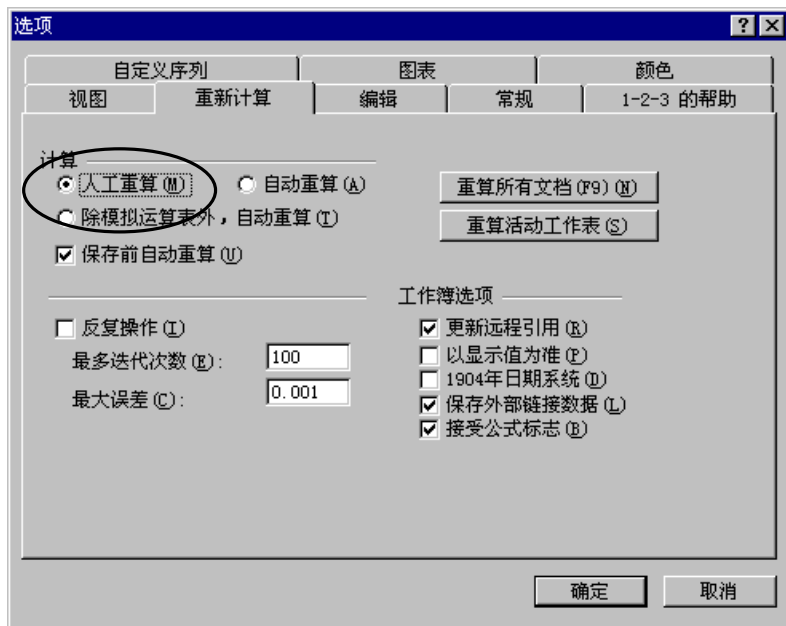 选项
自定义序列 图表 颜色
视图 重新计算 编辑 常规 1-2-3 的帮助
计算
人工重算(M) 自动重算(A)
除模拟运算表外，自动重算(T)
保存前自动重算(U)
重算所有文档(F9)(N)
重算活动工作表(S)
反复操作(I)
最多迭代次数(E): 100
最大误差(C): 0.001
工作簿选项
更新远程引用(R)
以显示值为准(P)
1904年日期系统(D)
保存外部链接数据(L)
接受公式标志(B)
确定 取消